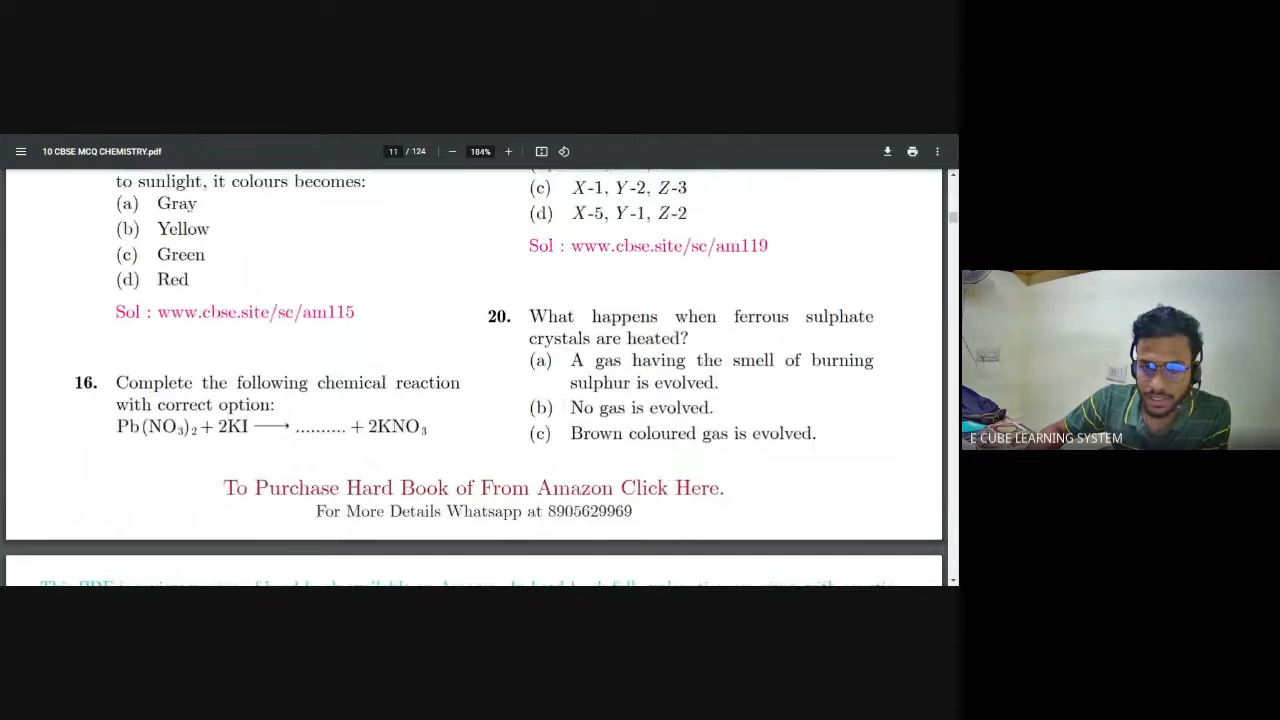 10 CBSE MCQ CHEMISTRY.pdf
11 / 124
184%
to sunlight, it colours becomes:
(a) Gray
(b) Yellow
(c) Green
(d) Red
Sol : www.cbse.site/sc/am115
16. Complete the following chemical reaction
with correct option:
Pb(NO₃)₂ + 2KI ⟶ .......... + 2KNO₃
(c) X-1, Y-2, Z-3
(d) X-5, Y-1, Z-2
Sol : www.cbse.site/sc/am119
20. What happens when ferrous sulphate
crystals are heated?
(a) A gas having the smell of burning
sulphur is evolved.
(b) No gas is evolved.
(c) Brown coloured gas is evolved.
To Purchase Hard Book of From Amazon Click Here.
For More Details Whatsapp at 8905629969
E CUBE LEARNING SYSTEM